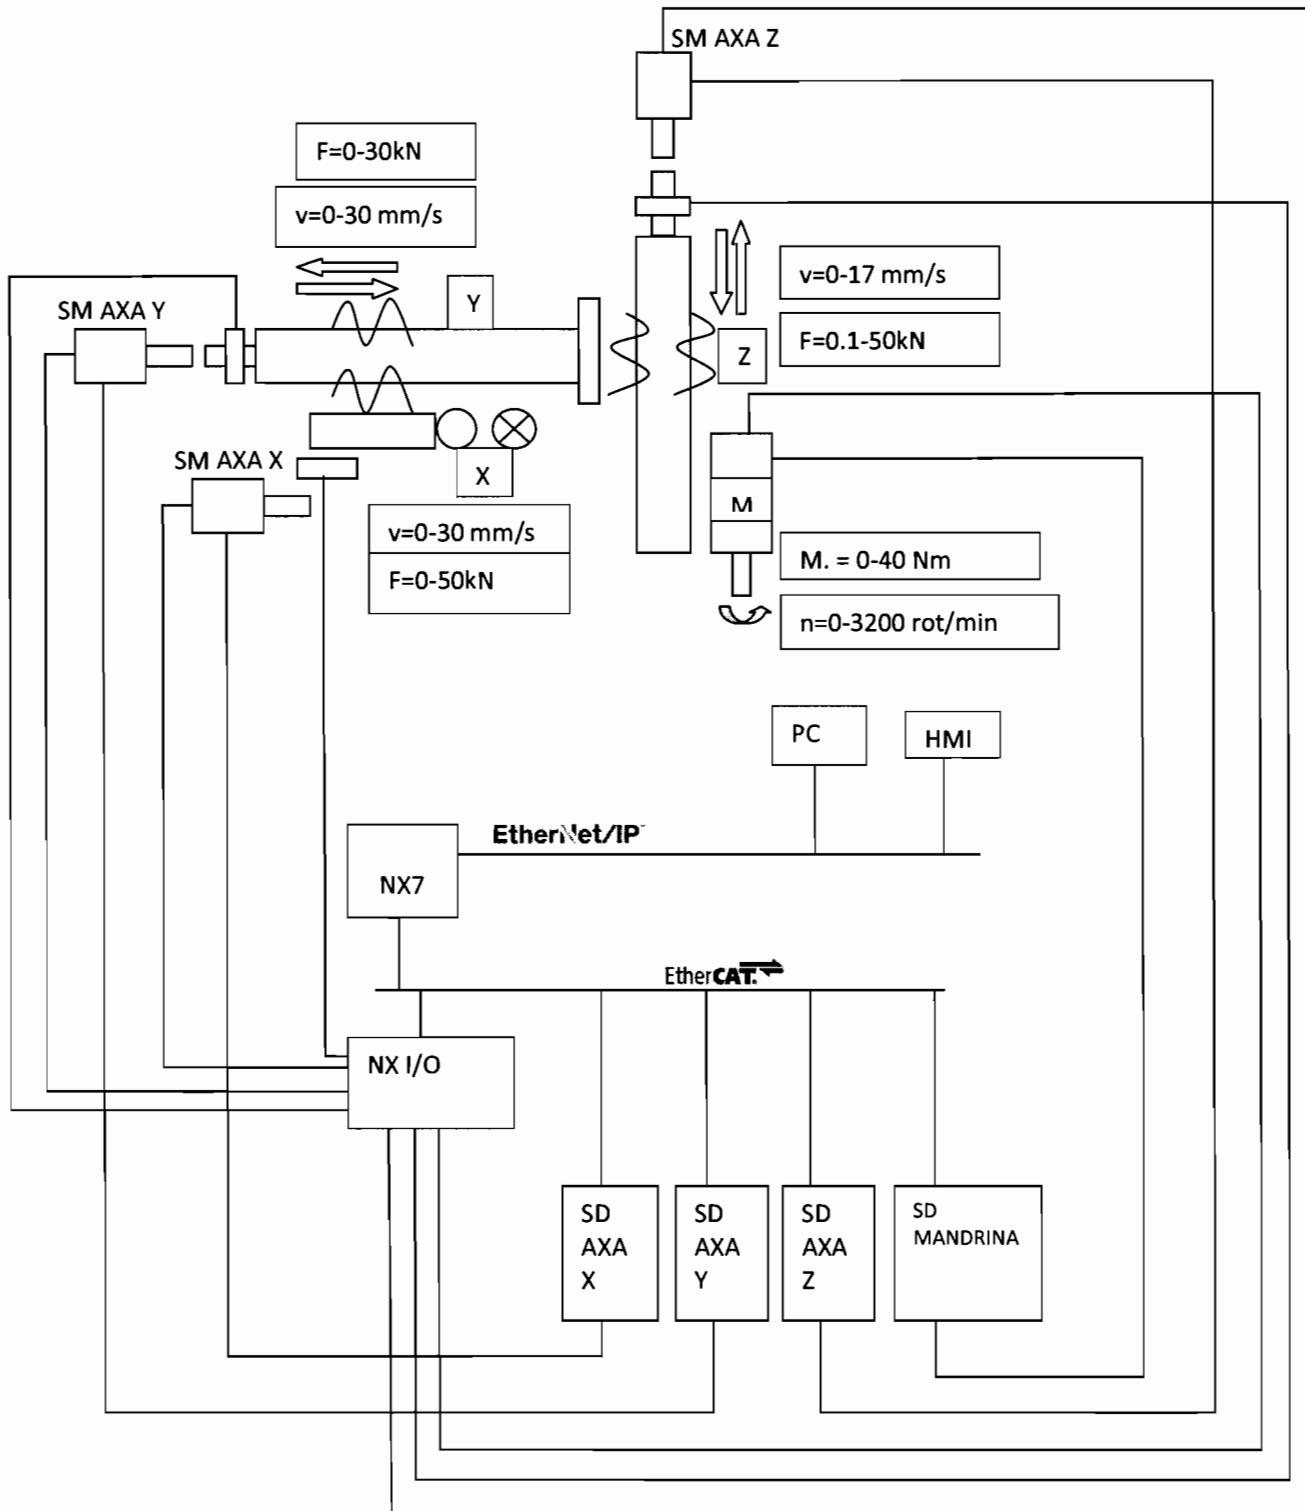 SM AXA Z
F=0-30kN
v=0-30 mm/s
v=0-17 mm/s
SM AXA Y
Y
F=0.1-50kN
Z
SM AXA X
X
M
v=0-30 mm/s
F=0-50kN
M. = 0-40 Nm
n=0-3200 rot/min
PC
HMI
EtherNet/IP
NX7
EtherCAT.
NX I/O
SD
AXA
X
SD
AXA
Y
SD
AXA
Z
SD
MANDRINA